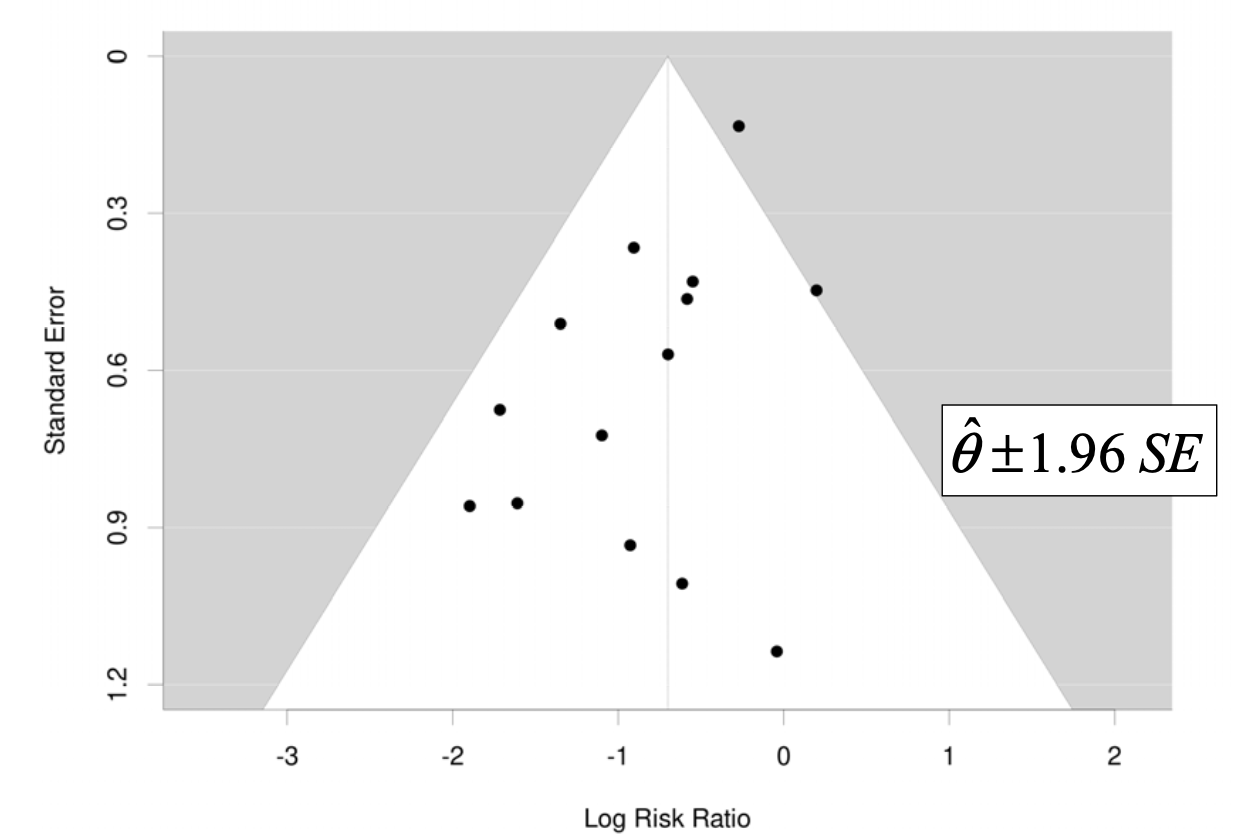 0
0.3
0.6
0.9
1.2
Standard Error
θ̂ ±1.96 SE
-3 -2 -1 0 1 2
Log Risk Ratio